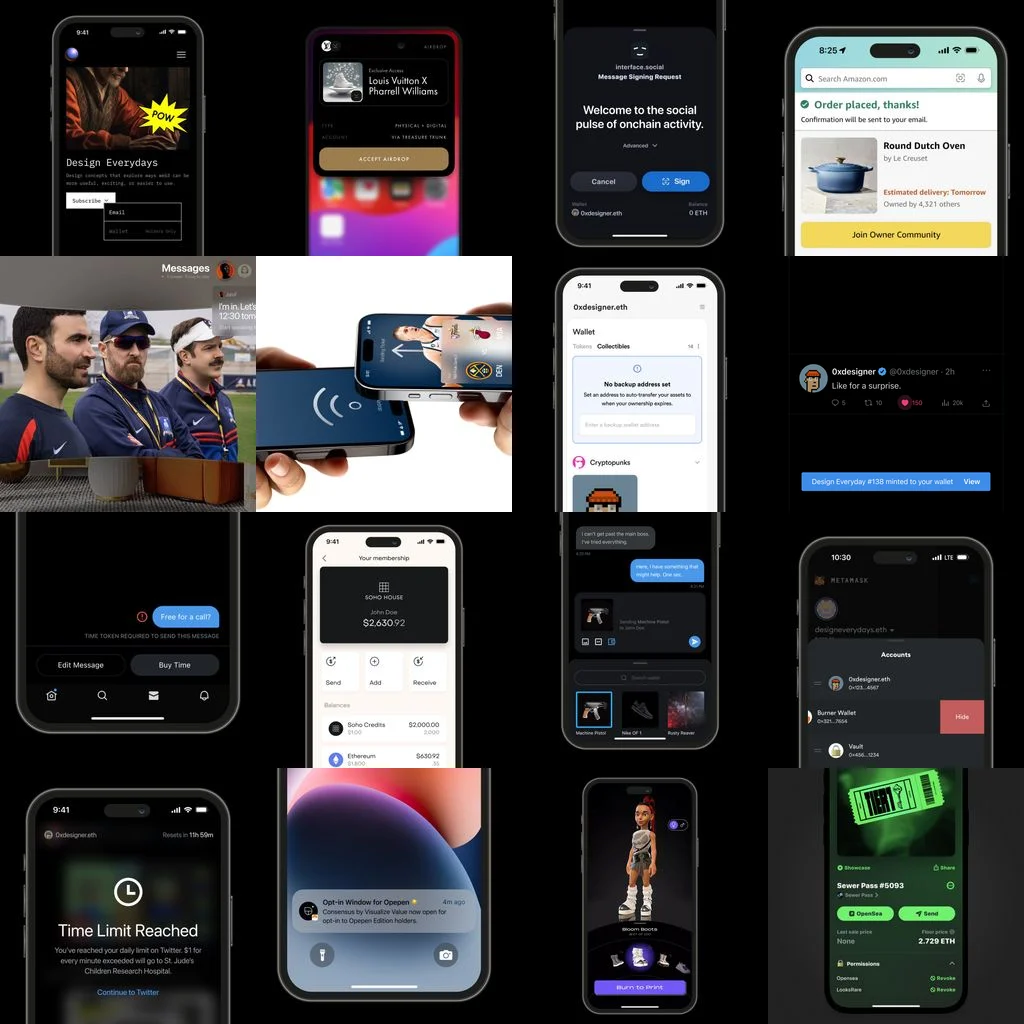 9:41
POW
Design Everydays
Design concepts that explore ways web3 can be
more useful, exciting, or easier to use.
Subscribe
Email
Wallet
Holders Only
AIRDROP
Exclusive Access
Louis Vuitton X
Pharrell Williams
TYPE
PHYSICAL + DIGITAL
ACCOUNT
VIA TREASURE TRUNK
ACCEPT AIRDROP
interface.social
Message Signing Request
Welcome to the social
pulse of onchain activity.
Advanced
Cancel
Sign
Wallet
Balance
0xdesigner.eth
0 ETH
8:25
Search Amazon.com
Order placed, thanks!
Confirmation will be sent to your email.
Round Dutch Oven
by Le Creuset
Estimated delivery: Tomorrow
Owned by 4,321 others
Join Owner Community
Messages
I'm in. Let's
12:30 tom
DEN
MIA
9:41
0xdesigner.eth
Wallet
Tokens Collectibles
14
No backup address set
Set an address to auto-transfer your assets to
when your ownership expires.
Enter a backup wallet address
Cryptopunks
0xdesigner @0xdesigner · 2h
Like for a surprise.
5
10
150
20k
Design Everyday #138 minted to your wallet
View
Free for a call?
TIME TOKEN REQUIRED TO SEND THIS MESSAGE
Edit Message
Buy Time
9:41
Your membership
SOHO HOUSE
John Doe
$2,630.92
Send
Add
Receive
Balances
Soho Credits
$2,000.00
$1.00
2,000
Ethereum
$630.92
$1,800
.35
I can't get past the main boss.
I've tried everything.
Here, I have something that
might help. One sec.
Sending Machine Pistol
to John Doe
Machine Pistol
Nike OF 1
Rusty Reaver
10:30
LTE
METAMASK
designeverydays.eth
Accounts
0xdesigner.eth
0x123...4567
Burner Wallet
0x321...7654
Hide
Vault
0x456...1234
9:41
0xdesigner.eth
Resets in 11h 59m
Time Limit Reached
You've reached your daily limit on Twitter. $1 for
every minute exceeded will go to St. Jude's
Children Research Hospital.
Continue to Twitter
Opt-in Window for Opepen
4m ago
Consensus by Visualize Value now open for
opt-in to Opepen Edition holders.
Bloom Boots
Burn to Print
Showcase
Share
Sewer Pass #5093
Sewer Pass
OpenSea
Send
Last sale price
Floor price
None
2.729 ETH
Permissions
Opensea
Revoke
LooksRare
Revoke